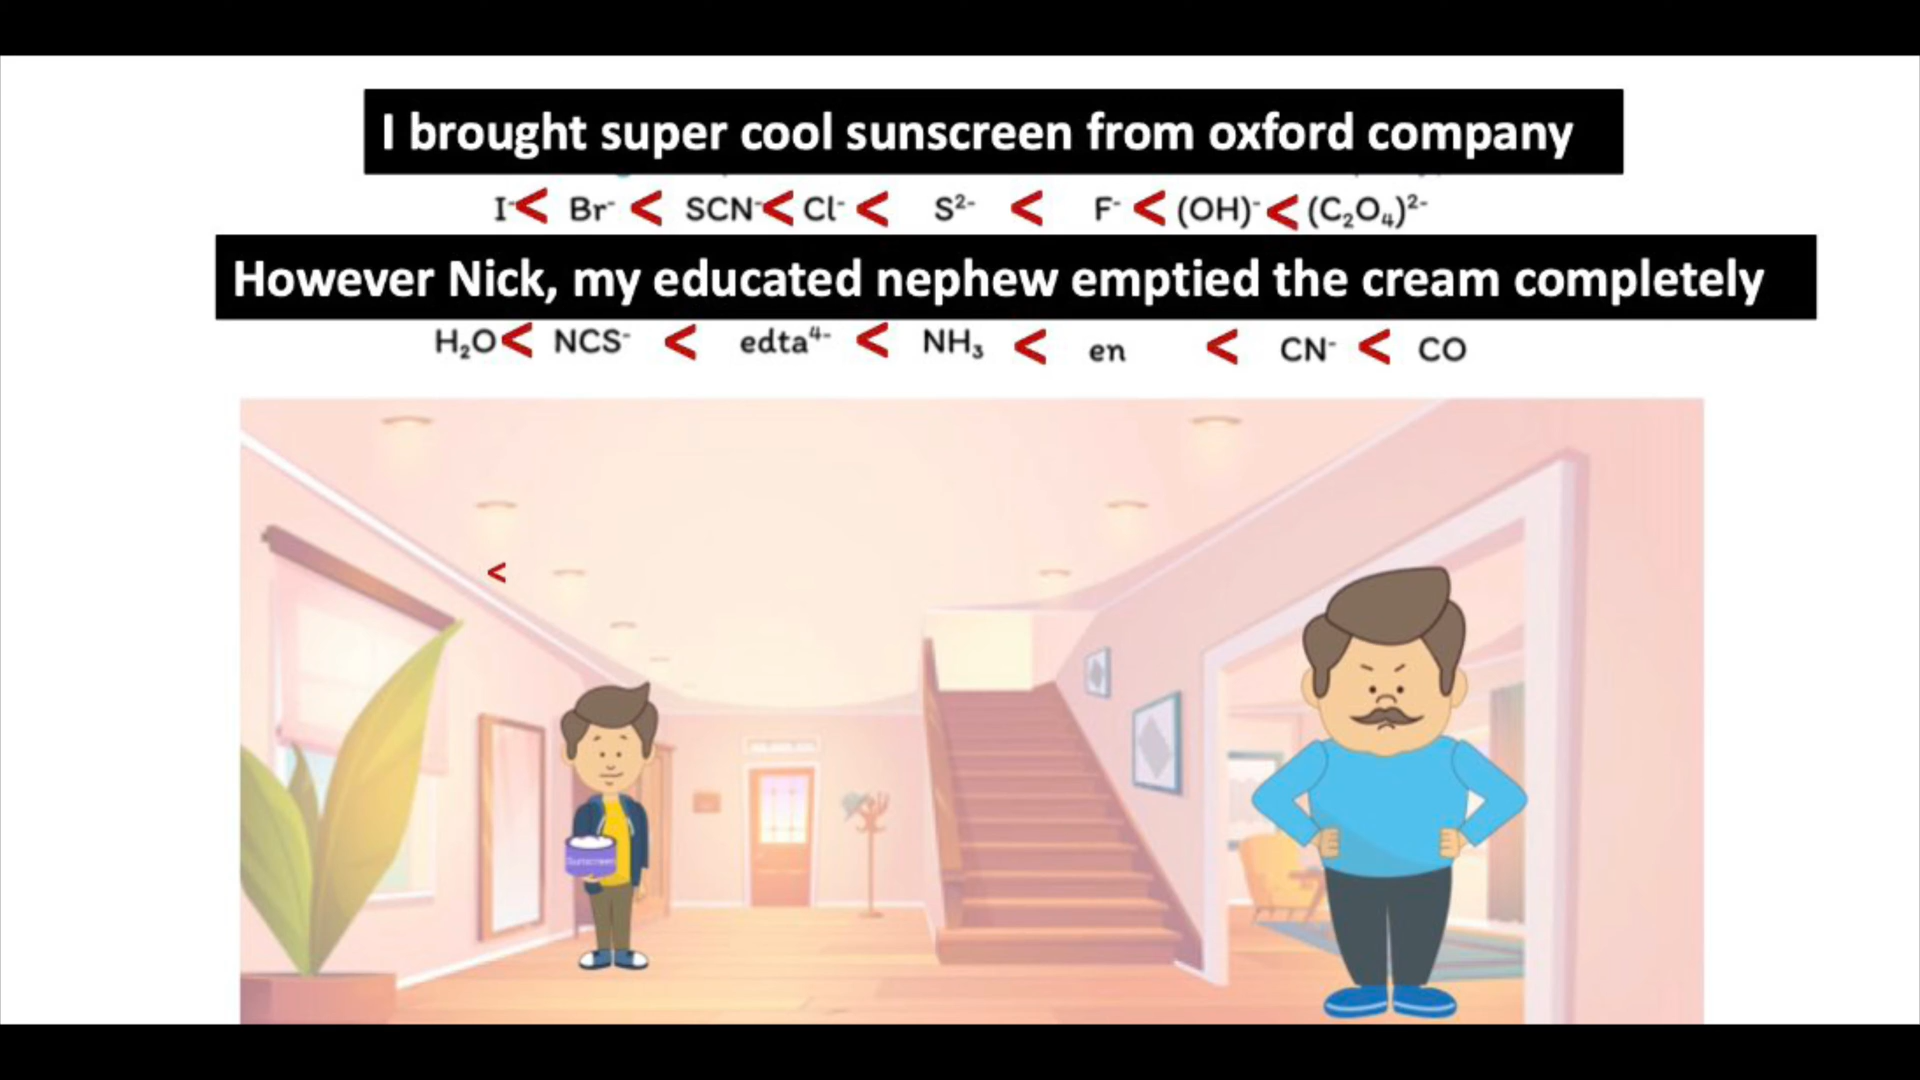 I brought super cool sunscreen from oxford company
I⁻ < Br⁻ < SCN⁻ < Cl⁻ < S²⁻ < F⁻ < (OH)⁻ < (C₂O₄)²⁻
However Nick, my educated nephew emptied the cream completely
H₂O < NCS⁻ < edta⁴⁻ < NH₃ < en < CN⁻ < CO
<
Sunscreen